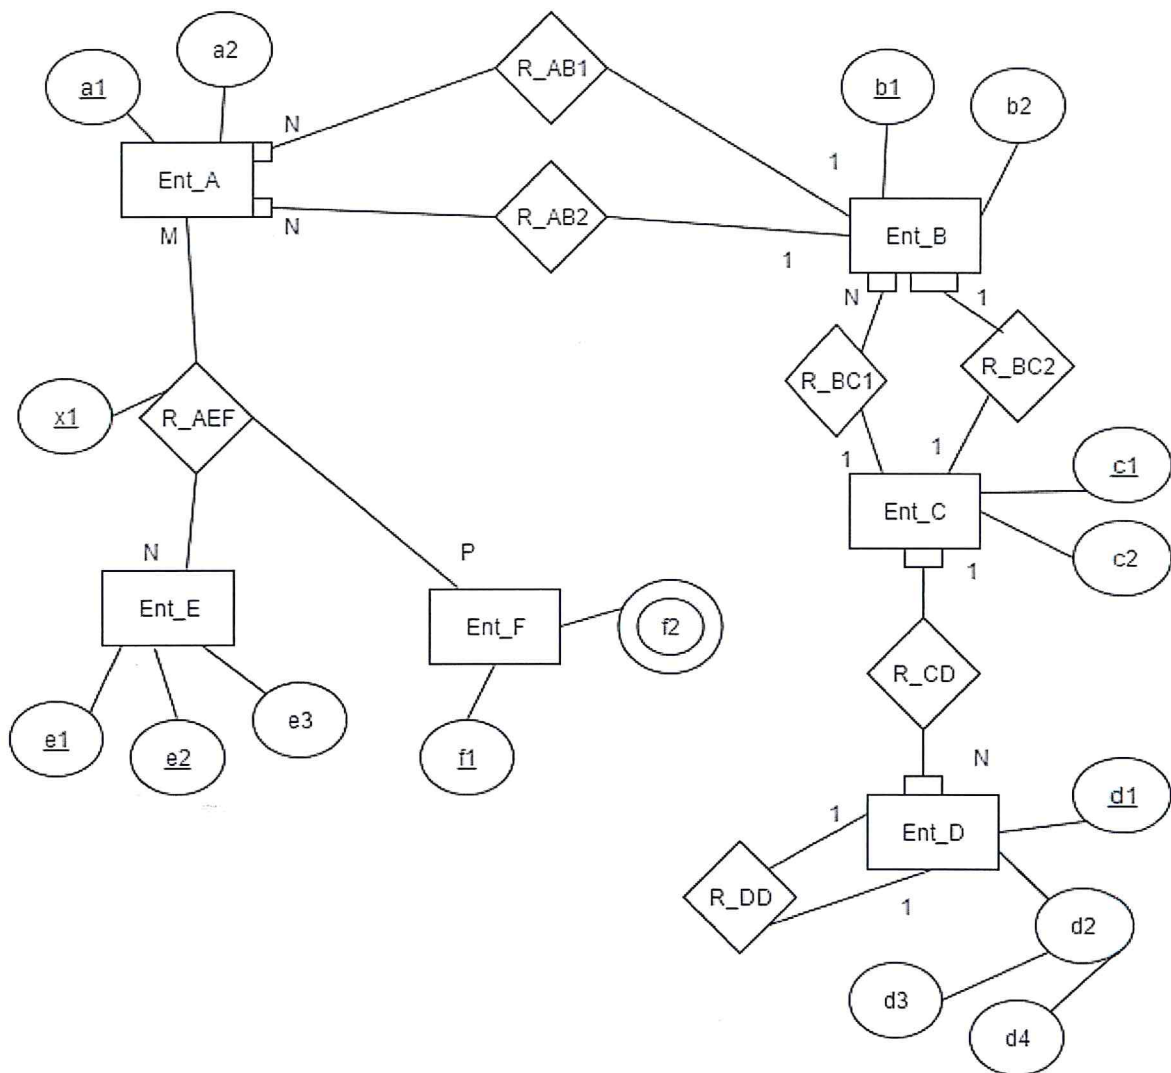 a1
a2
R_AB1
b1
b2
N
1
Ent_A
N
R_AB2
1
Ent_B
M
N
1
R_BC1
R_BC2
x1
R_AEF
1
1
c1
Ent_C
c2
N
P
1
Ent_E
Ent_F
f2
R_CD
e1
e2
e3
f1
N
d1
1
Ent_D
R_DD
1
d2
d3
d4